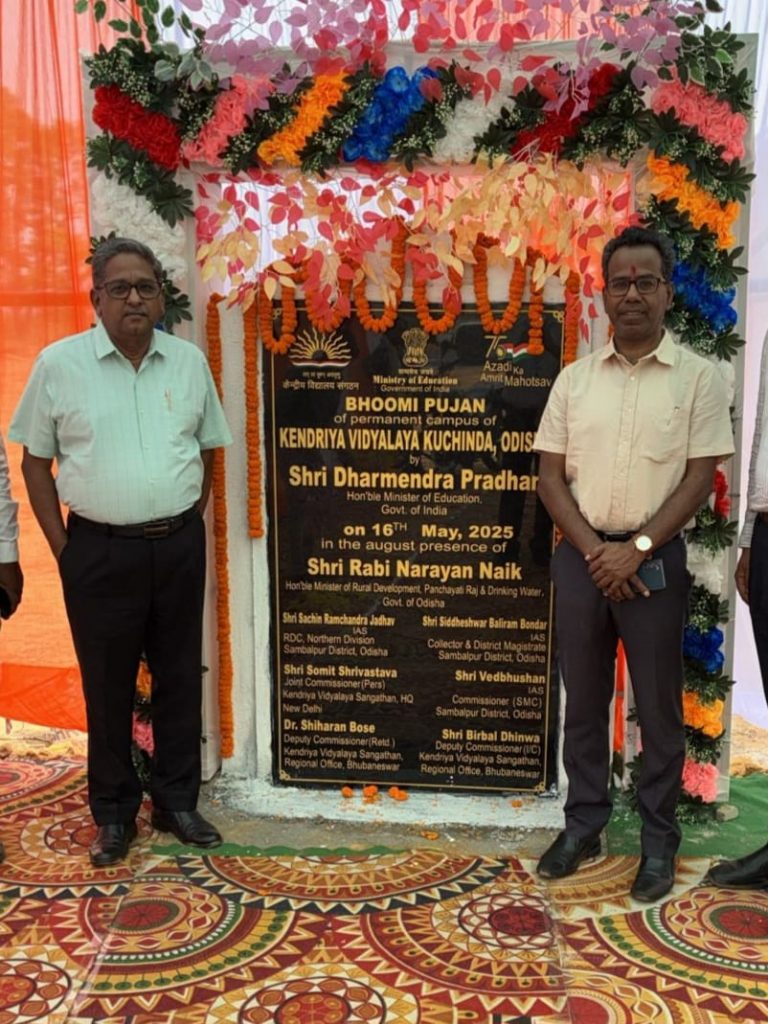 केन्द्रीय विद्यालय संगठन
सत्यमेव जयते
Ministry of Education
Government of India
75
Azadi Ka
Amrit Mahotsav
BHOOMI PUJAN
of permanent campus of
KENDRIYA VIDYALAYA KUCHINDA, ODIS
by
Shri Dharmendra Pradhan
Hon'ble Minister of Education,
Govt. of India
on 16TH May, 2025
in the august presence of
Shri Rabi Narayan Naik
Hon'ble Minister of Rural Development, Panchayati Raj & Drinking Water,
Govt. of Odisha
Shri Sachin Ramchandra Jadhav
IAS
RDC, Northern Division
Sambalpur District, Odisha
Shri Siddheshwar Baliram Bondar
IAS
Collector & District Magistrate
Sambalpur District, Odisha
Shri Somit Shrivastava
Joint Commissioner(Pers)
Kendriya Vidyalaya Sangathan, HQ
New Delhi
Shri Vedbhushan
IAS
Commissioner (SMC)
Sambalpur District, Odisha
Dr. Shiharan Bose
Deputy Commissioner(Retd.)
Kendriya Vidyalaya Sangathan,
Regional Office, Bhubaneswar
Shri Birbal Dhinwa
Deputy Commissioner(I/C)
Kendriya Vidyalaya Sangathan,
Regional Office, Bhubaneswar